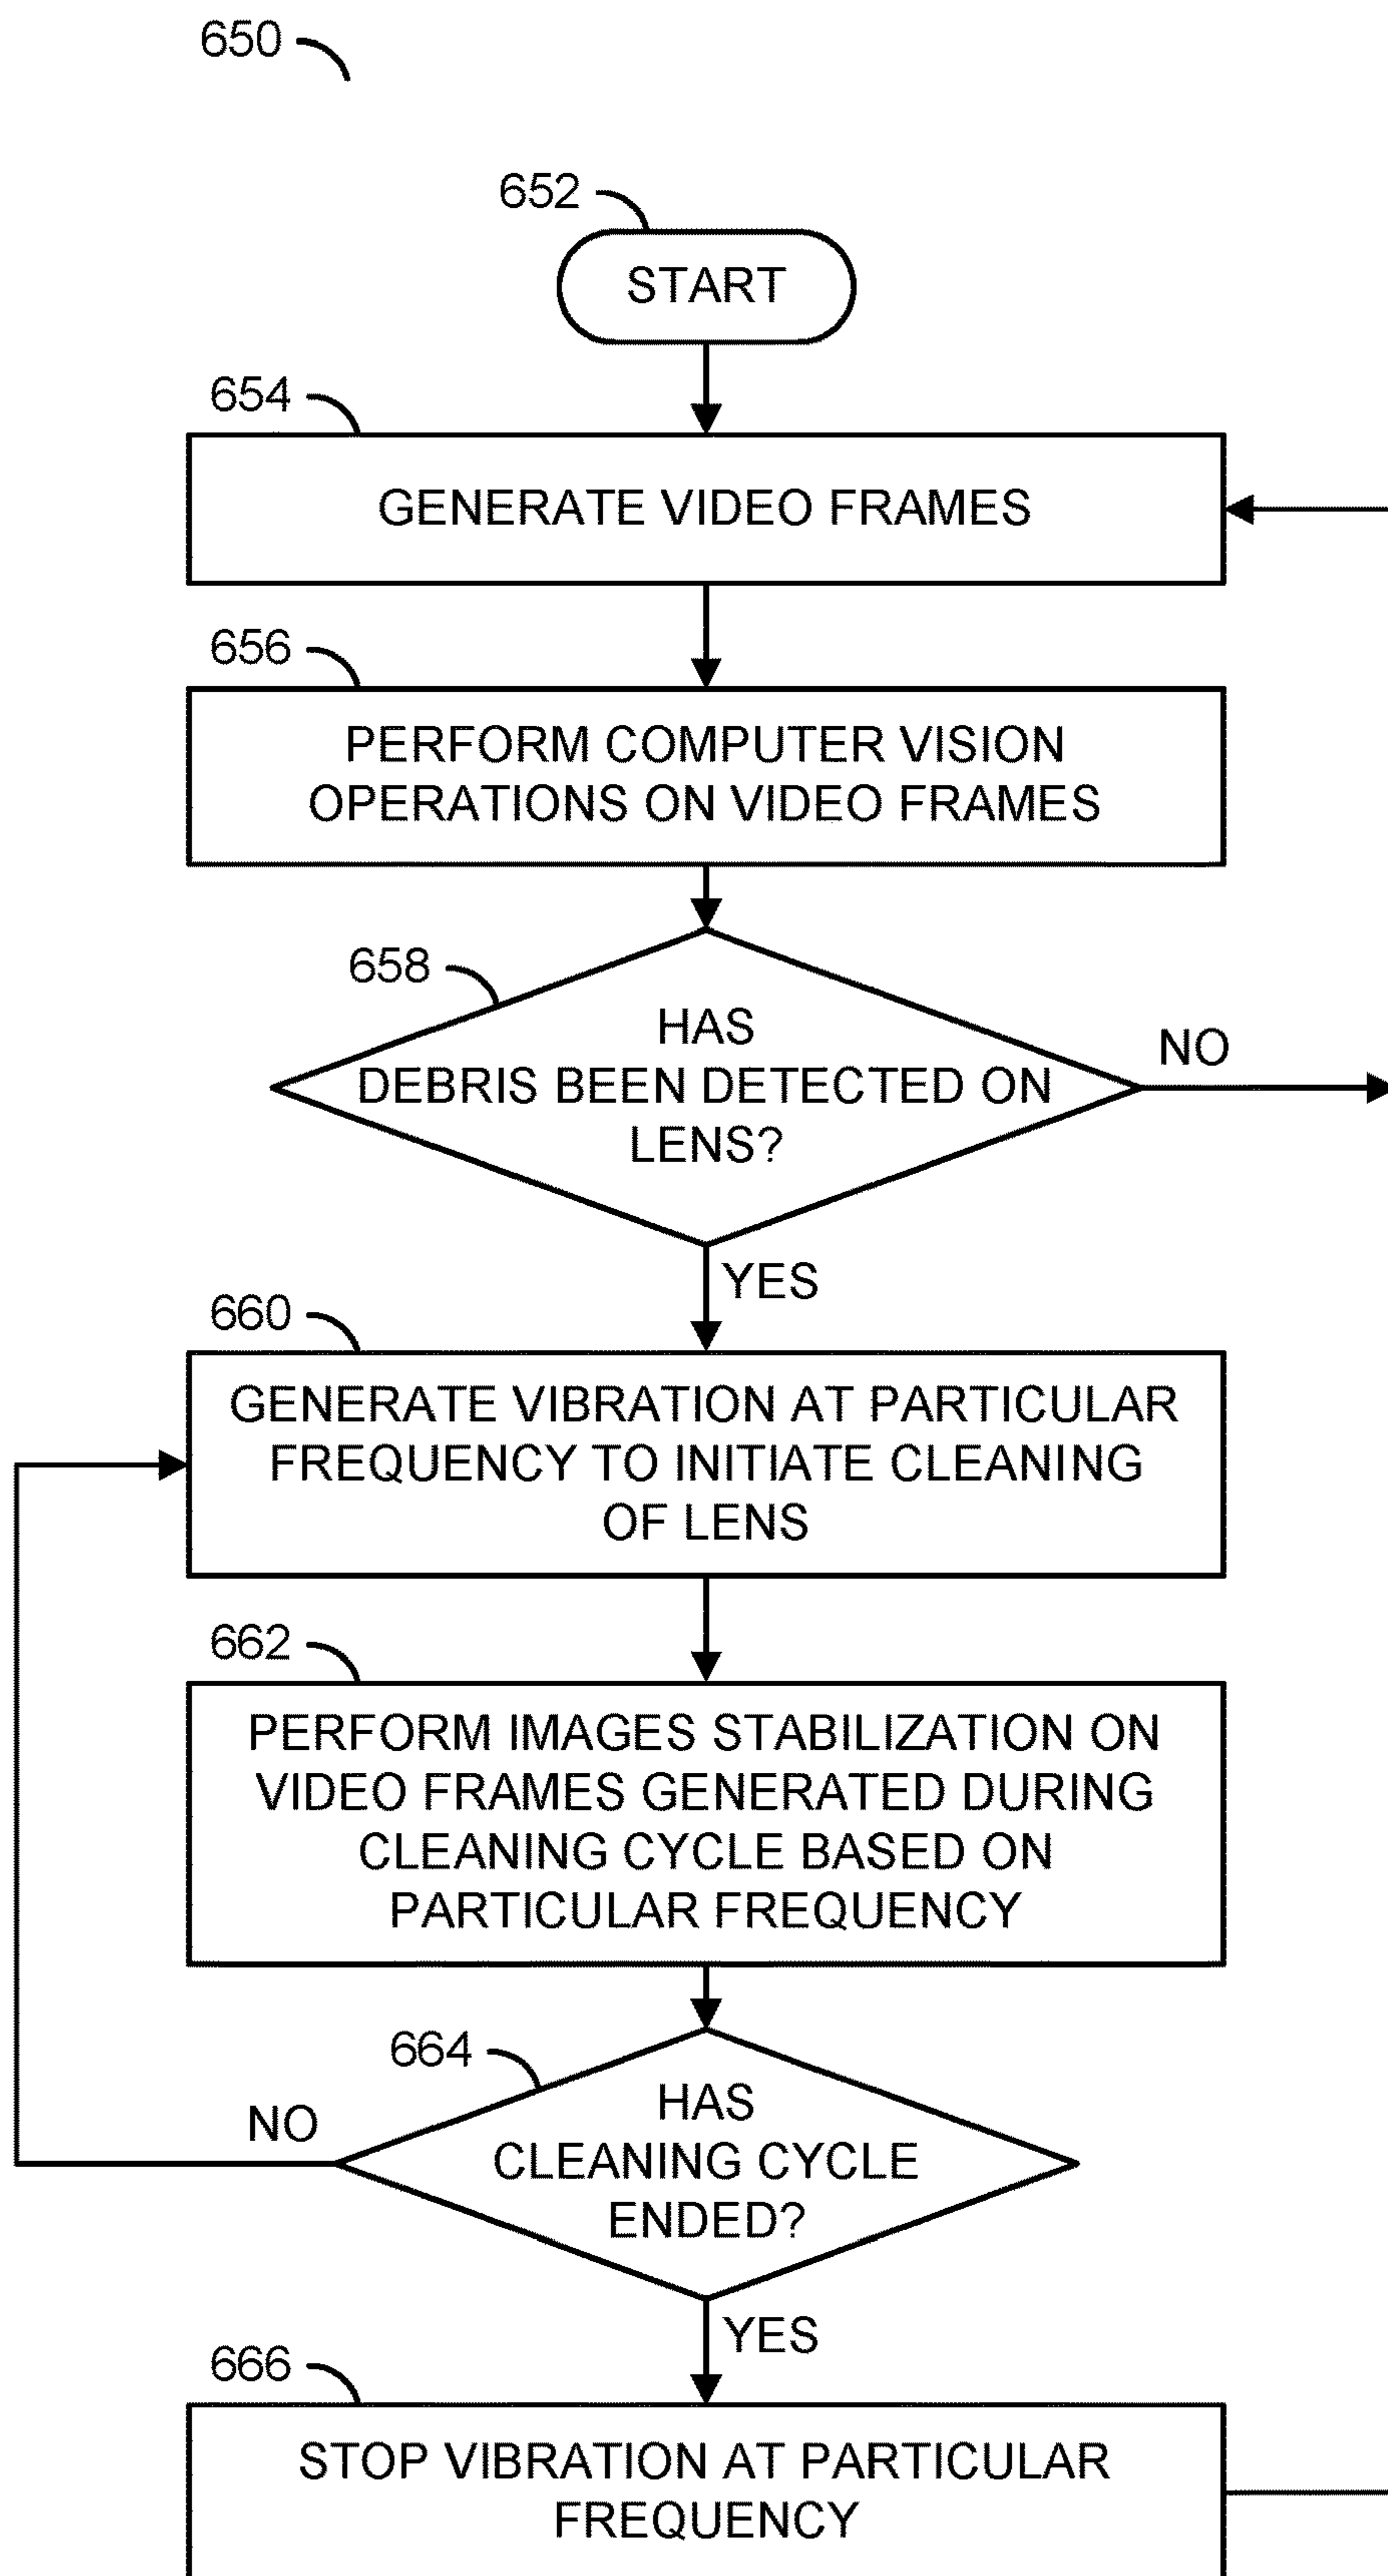 650
652
START
654
GENERATE VIDEO FRAMES
656
PERFORM COMPUTER VISION
OPERATIONS ON VIDEO FRAMES
658
HAS
DEBRIS BEEN DETECTED ON
LENS?
NO
YES
660
GENERATE VIBRATION AT PARTICULAR
FREQUENCY TO INITIATE CLEANING
OF LENS
662
PERFORM IMAGES STABILIZATION ON
VIDEO FRAMES GENERATED DURING
CLEANING CYCLE BASED ON
PARTICULAR FREQUENCY
664
HAS
CLEANING CYCLE
ENDED?
NO
YES
666
STOP VIBRATION AT PARTICULAR
FREQUENCY